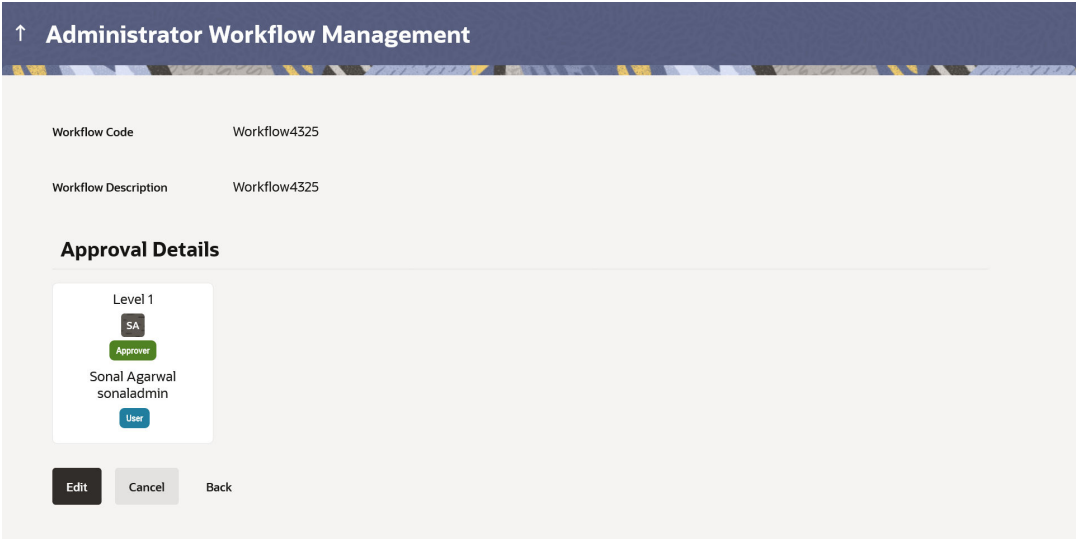 Administrator Workflow Management
Workflow Code Workflow4325
Workflow Description Workflow4325
Approval Details
Level 1
SA
Approver
Sonal Agarwal
sonaladmin
User
Edit Cancel Back